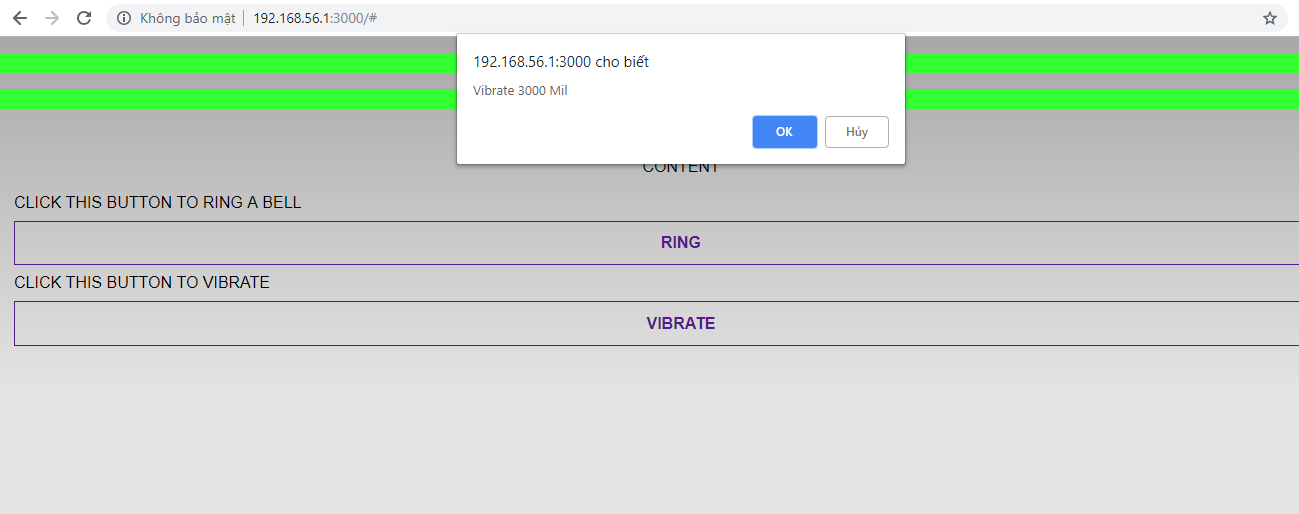 Không bảo mật | 192.168.56.1:3000/#
192.168.56.1:3000 cho biết
Vibrate 3000 Mil
OK Hủy
CONTENT
CLICK THIS BUTTON TO RING A BELL
RING
CLICK THIS BUTTON TO VIBRATE
VIBRATE